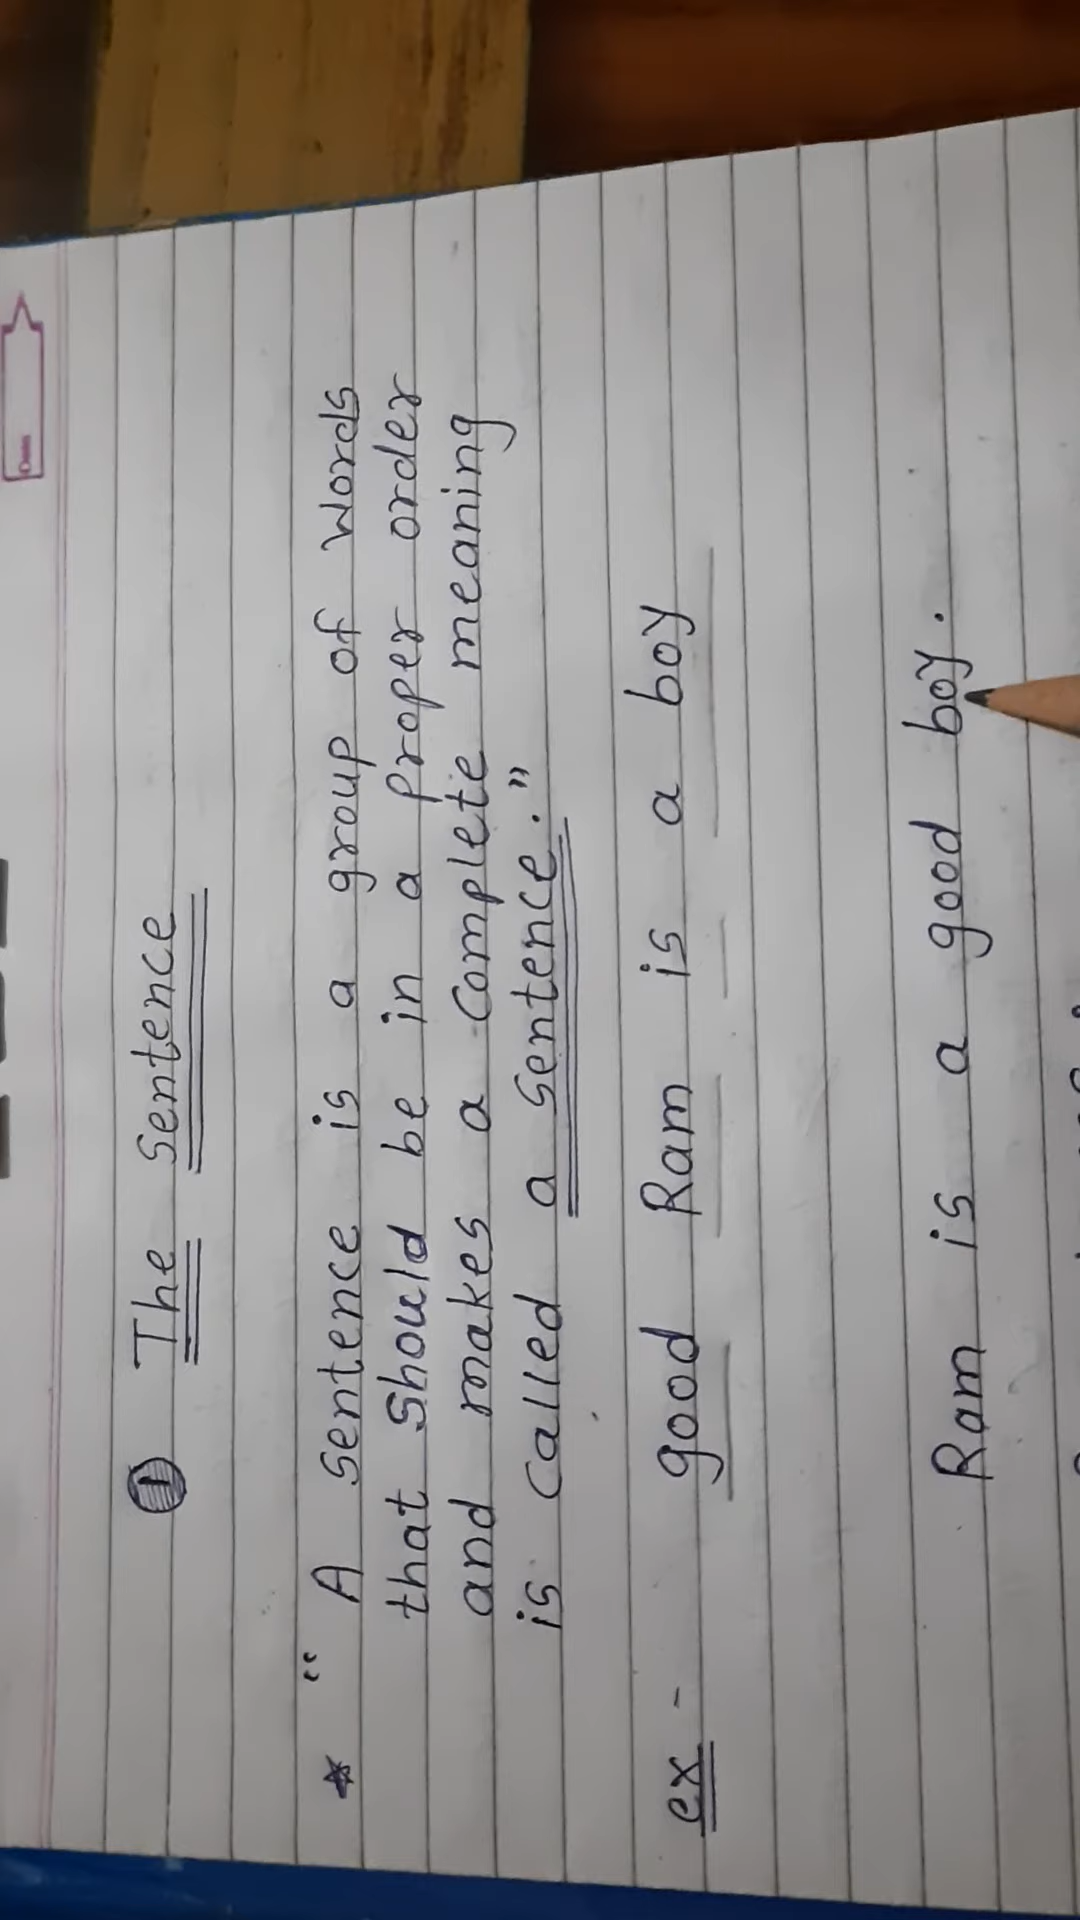 ① The Sentence
* " A Sentence is a group of words
that Should be in a proper order
and makes a Complete meaning
is Called a Sentence."
ex - good Ram is a boy
Ram is a good boy.